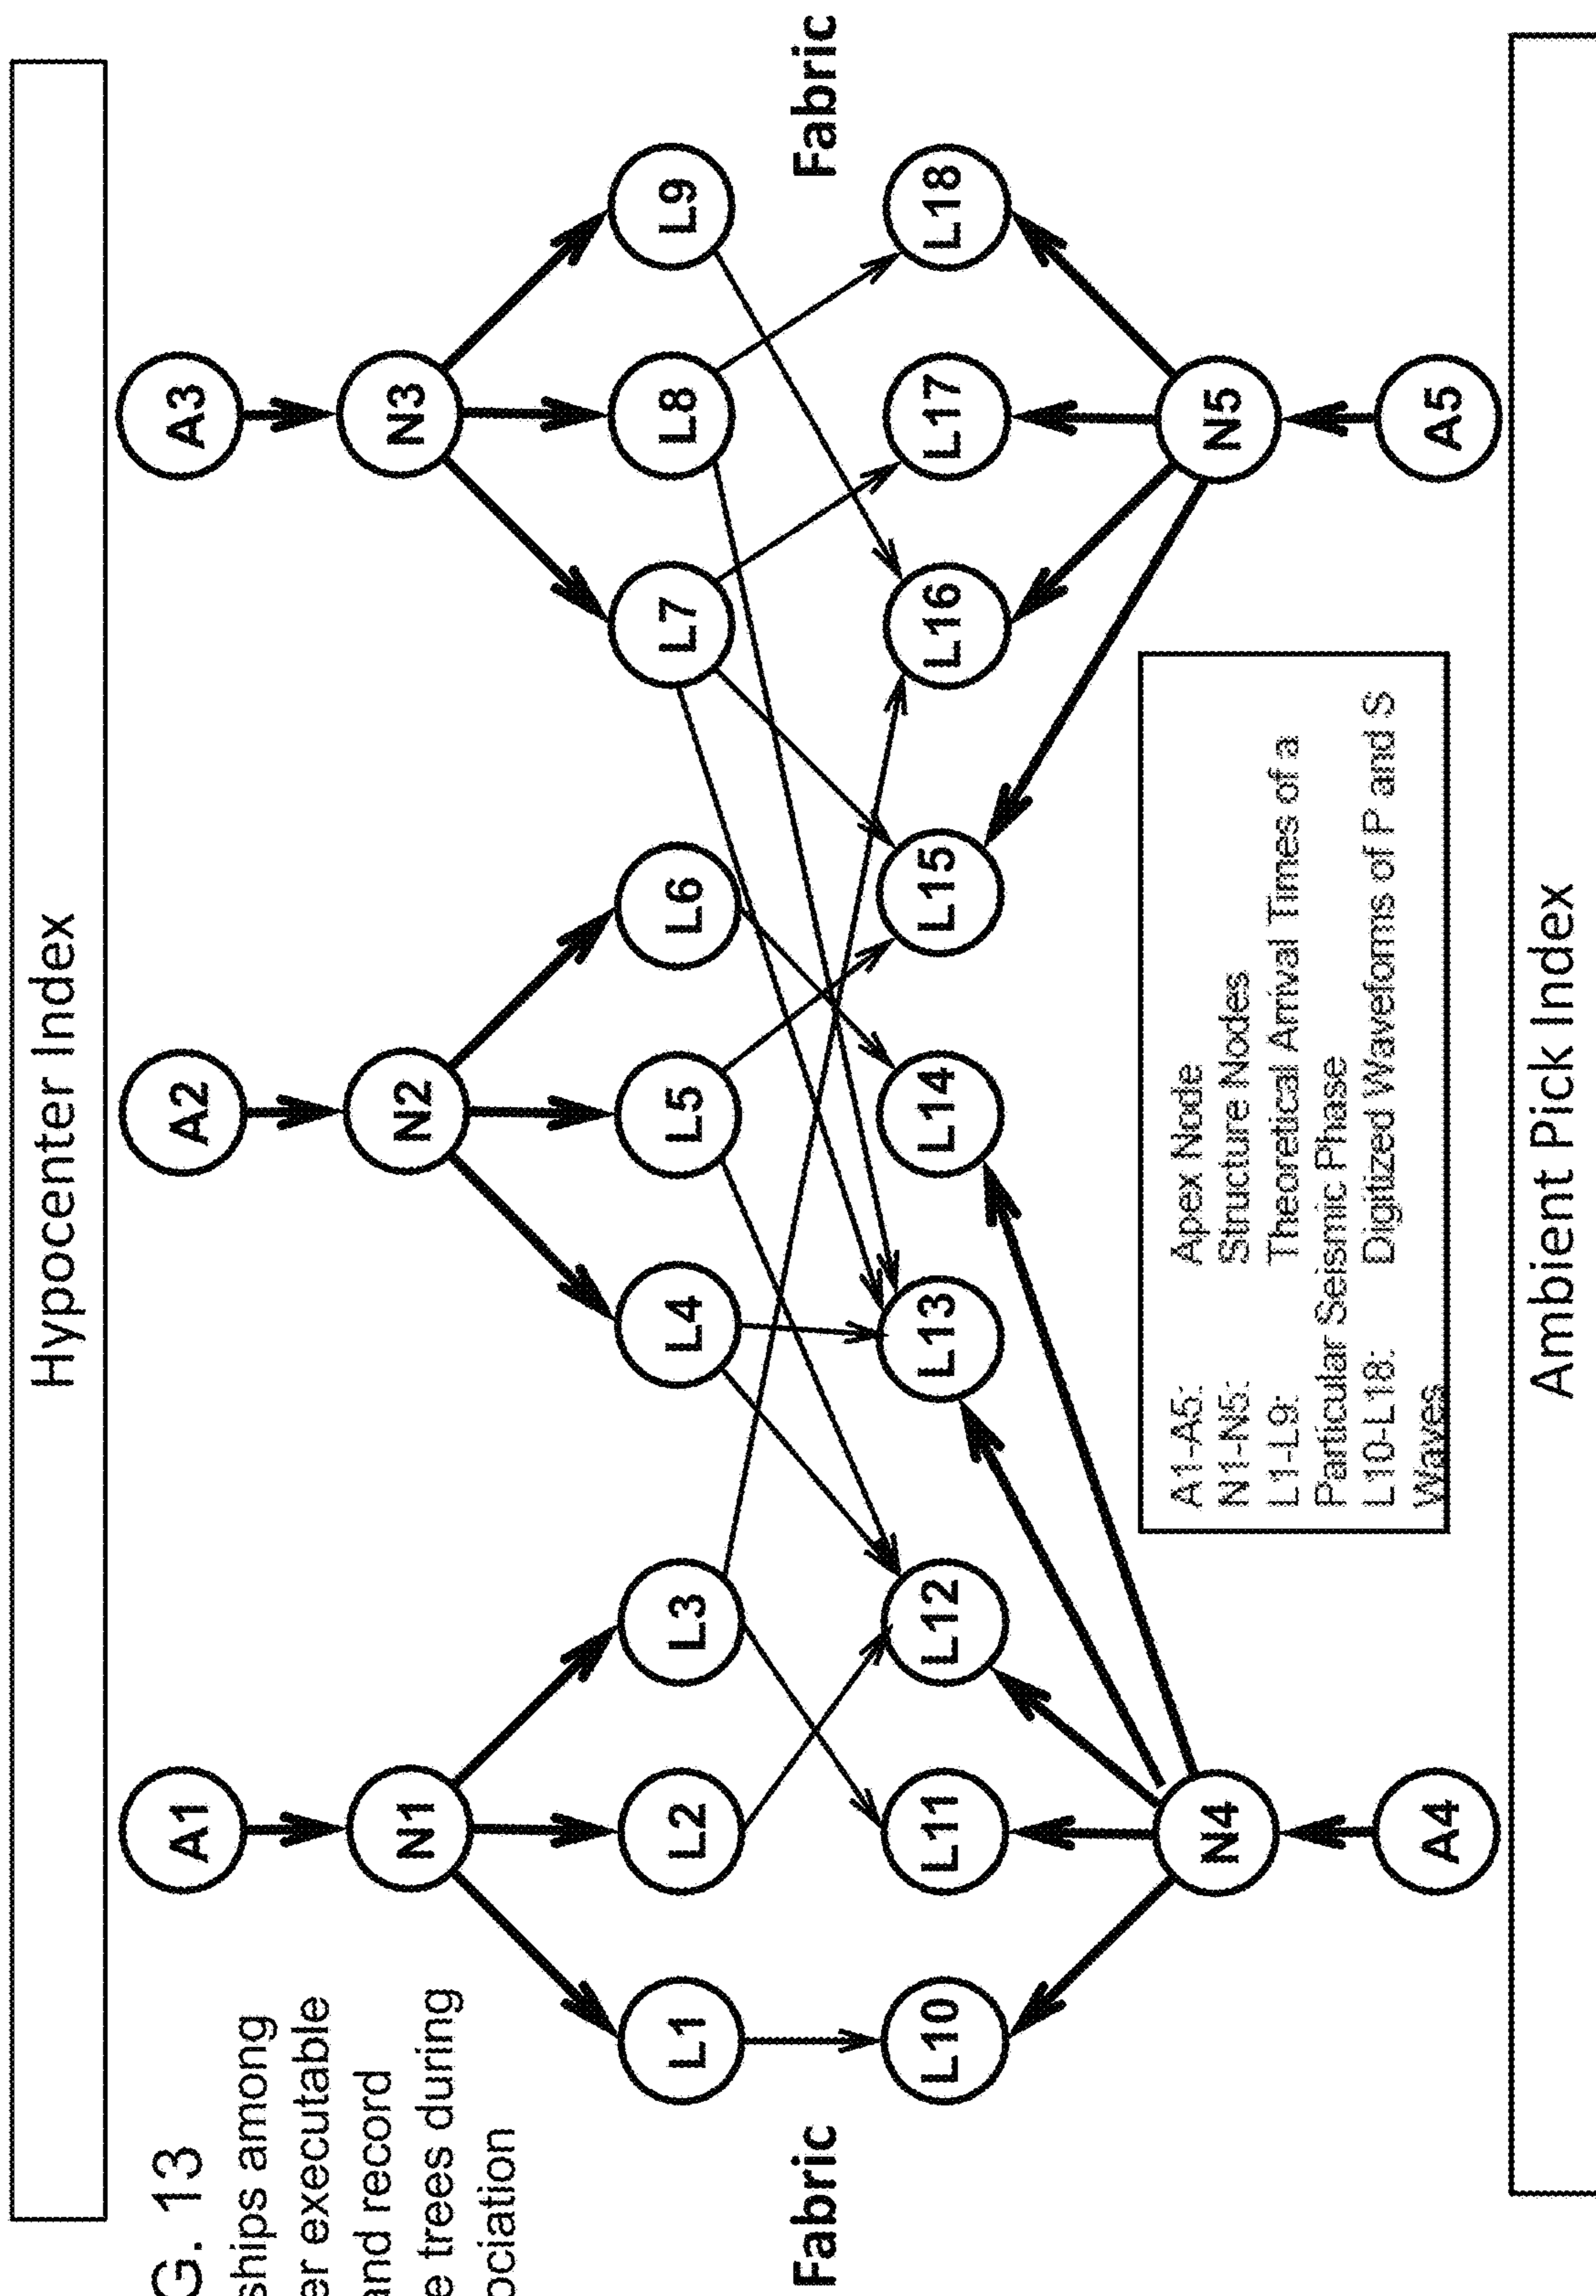 Hypocenter Index
G. 13
ships among
er executable
and record
e trees during
ociation
A1 A2 A3
N1 N2 N3
L1 L2 L3 L4 L5 L6 L7 L8 L9
Fabric Fabric
L10 L11 L12 L13 L14 L15 L16 L17 L18
N4 N5
A4 A5
A1-A5: Apex Node
N1-N5: Structure Nodes
L1-L9: Theoretical Arrival Times of a
Particular Seismic Phase
L10-L18: Digitized Wavefoms of P and S
Waves
Ambient Pick Index